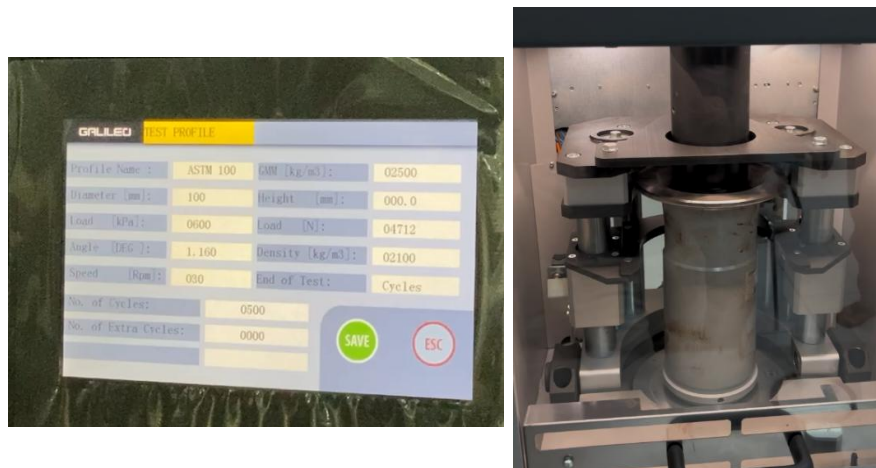 GALILEO TEST PROFILE
Profile Name : ASTM 100 GMM [kg/m3]: 02500
Diameter [mm]: 100 Height [mm]: 000.0
Load [kPa]: 0600 Load [N]: 04712
Angle [DEG ]: 1.160 Density [kg/m3]: 02100
Speed [Rpm]: 030 End of Test: Cycles
No. of Cycles: 0500
No. of Extra Cycles: 0000
SAVE ESC